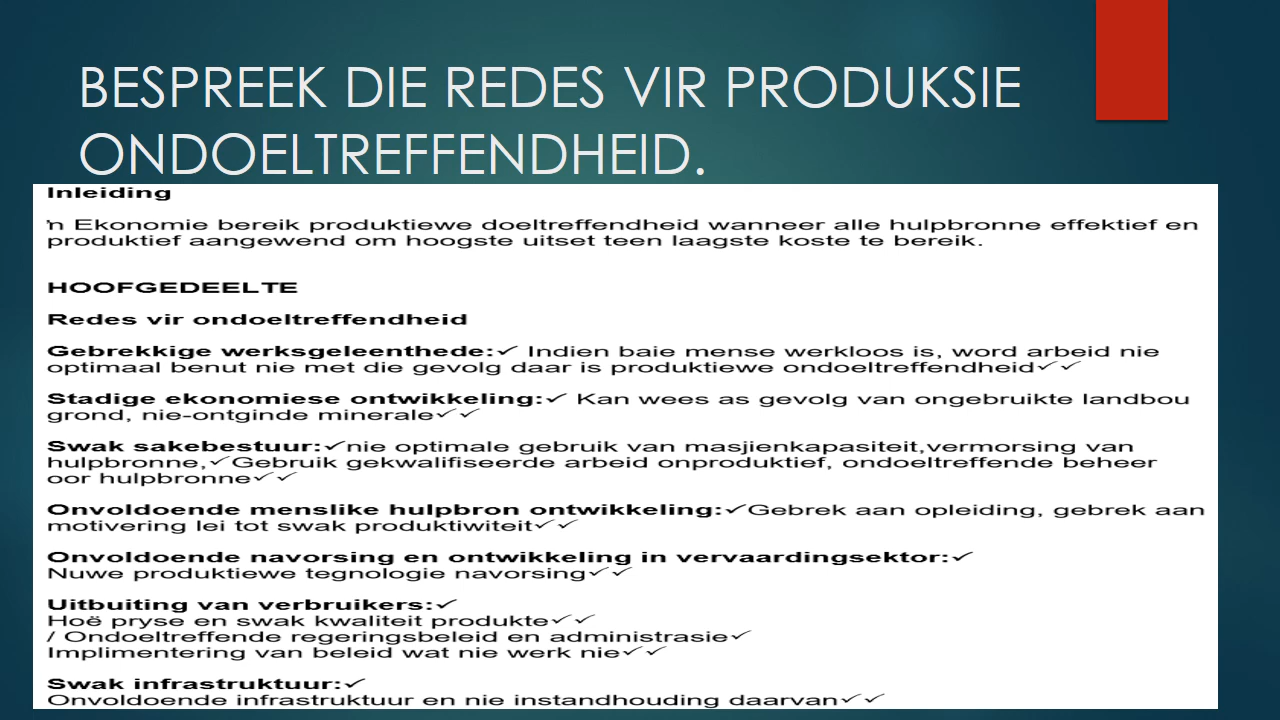 BESPREEK DIE REDES VIR PRODUKSIE
ONDOELTREFFENDHEID.
Inleiding
'n Ekonomie bereik produktiewe doeltreffendheid wanneer alle hulpbronne effektief en
produktief aangewend om hoogste uitset teen laagste koste te bereik.
HOOFGEDEELTE
Redes vir ondoeltreffendheid
Gebrekkige werksgeleenthede:✓ Indien baie mense werkloos is, word arbeid nie
optimaal benut nie met die gevolg daar is produktiewe ondoeltreffendheid✓✓
Stadige ekonomiese ontwikkeling:✓ Kan wees as gevolg van ongebruikte landbou
grond, nie-ontginde minerale✓✓
Swak sakebestuur:✓nie optimale gebruik van masjienkapasiteit,vermorsing van
hulpbronne,✓Gebruik gekwalifiseerde arbeid onproduktief, ondoeltreffende beheer
oor hulpbronne✓✓
Onvoldoende menslike hulpbron ontwikkeling:✓Gebrek aan opleiding, gebrek aan
motivering lei tot swak produktiwiteit✓✓
Onvoldoende navorsing en ontwikkeling in vervaardingsektor:✓
Nuwe produktiewe tegnologie navorsing✓✓
Uitbuiting van verbruikers:✓
Hoë pryse en swak kwaliteit produkte✓✓
/ Ondoeltreffende regeringsbeleid en administrasie✓
Implimentering van beleid wat nie werk nie✓✓
Swak infrastruktuur:✓
Onvoldoende infrastruktuur en nie instandhouding daarvan✓✓